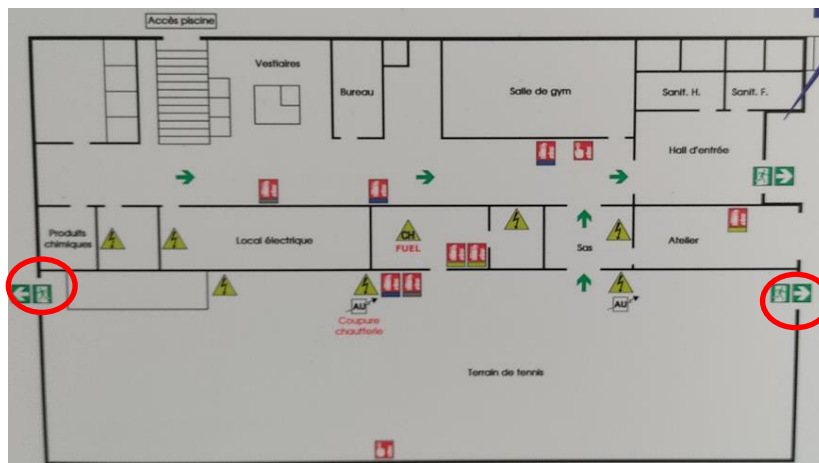 Accès piscine
Vestiaires
Bureau
Salle de gym
Sanit. H.
Sanit. F.
Hall d'entrée
Produits
chimiques
Local électrique
CH
FUEL
Sas
Atelier
AU
Coupure
chaufferie
AU
Terrain de tennis